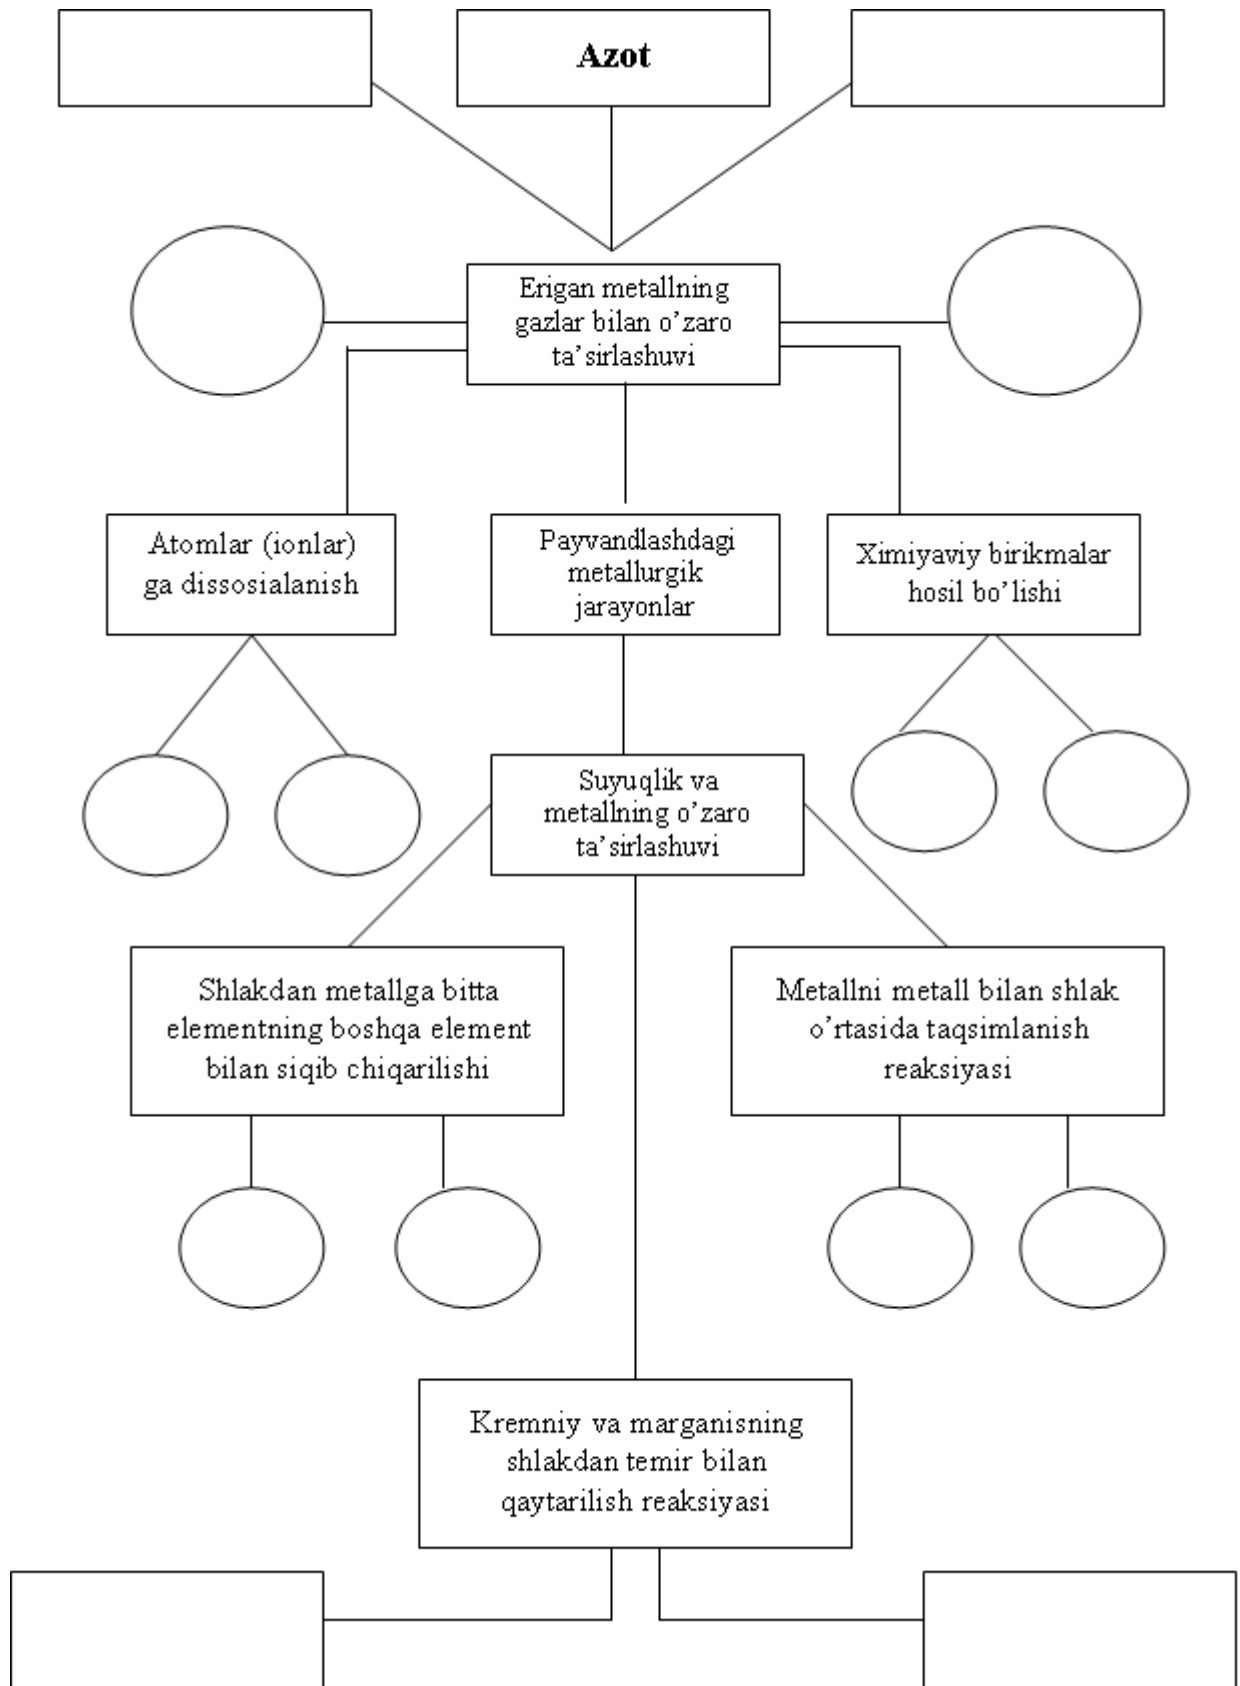 Azot
Erigan metallning
gazlar bilan o’zaro
ta’sirlashuvi
Atomlar (ionlar)
ga dissosialanish
Payvandlashdagi
metallurgik
jarayonlar
Ximiyaviy birikmalar
hosil bo’lishi
Suyuqlik va
metallning o’zaro
ta’sirlashuvi
Shlakdan metallga bitta
elementning boshqa element
bilan siqib chiqarilishi
Metallni metall bilan shlak
o’rtasida taqsimlanish
reaksiyasi
Kremniy va marganisning
shlakdan temir bilan
qaytarilish reaksiyasi